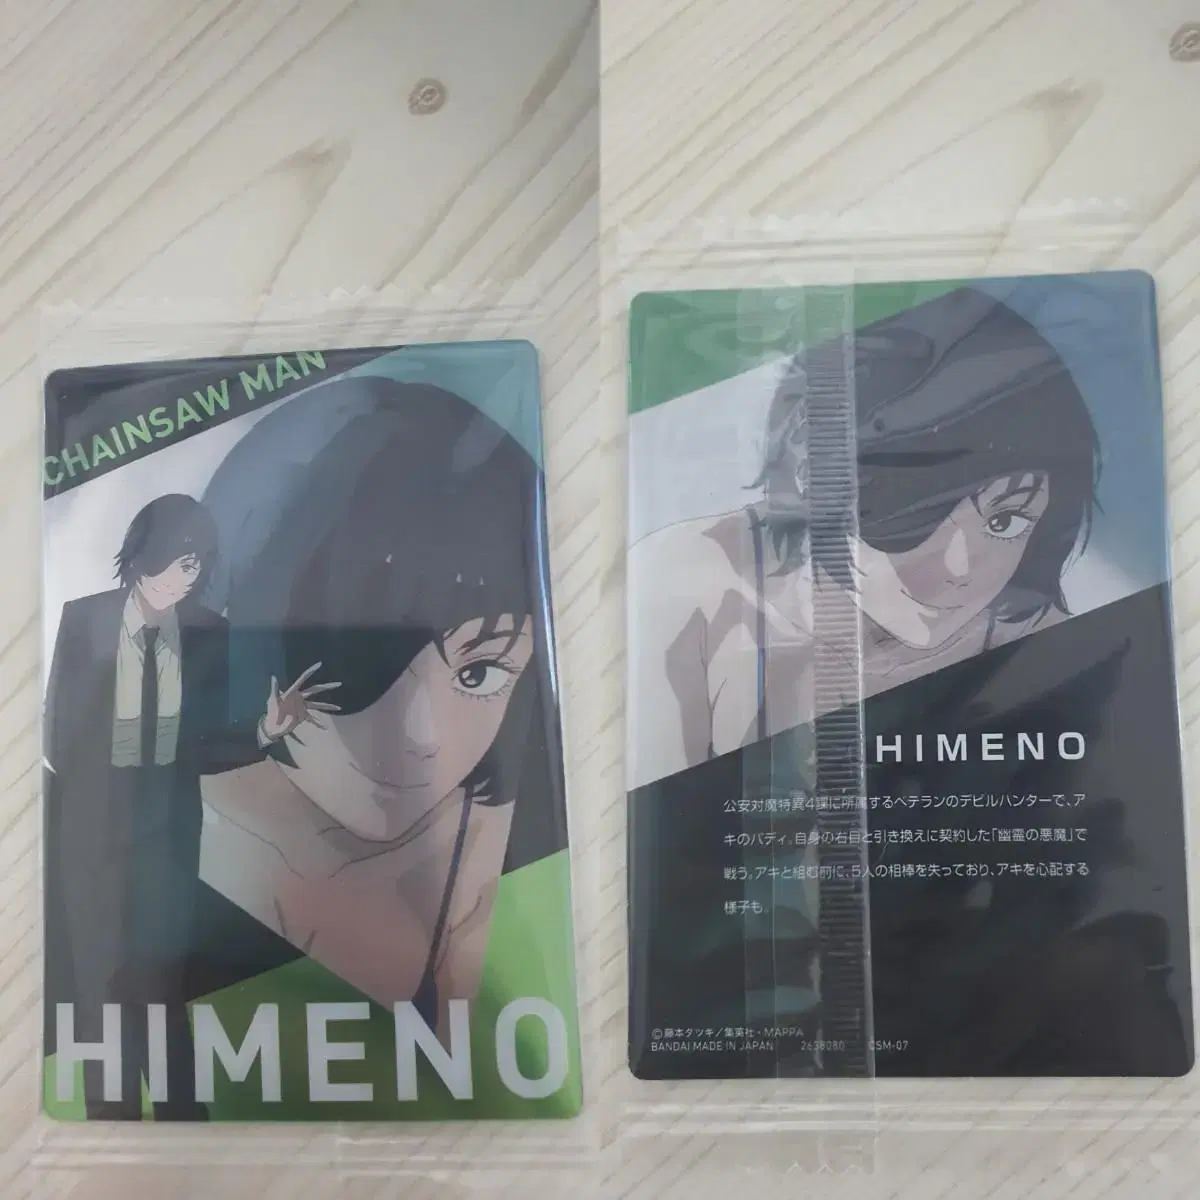 CHAINSAW MAN
HIMENO
HIMENO
公安対魔特異4課に所属するベテランのデビルハンターで、ア
キのバディ。自身の右目と引き換えに契約した「幽霊の悪魔」で
戦う。アキと組む前に、5人の相棒を失っており、アキを心配する
様子も。
©藤本タツキ/集英社・MAPPA
BANDAI MADE IN JAPAN 2638080 CSM-07